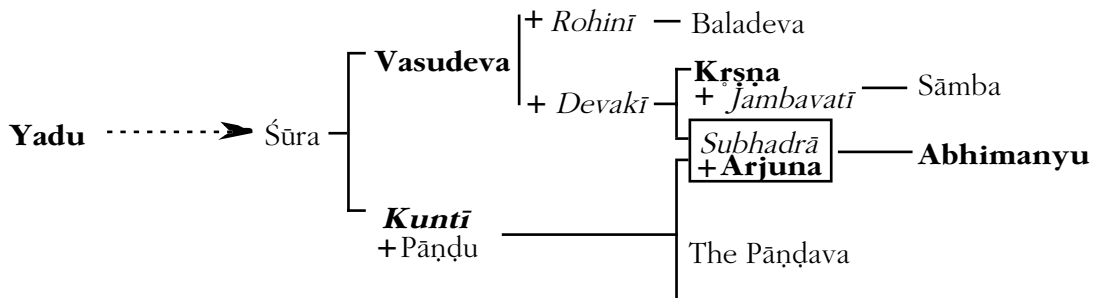 + Rohinī
Baladeva
Vasudeva
Kṛṣṇa
+ Devakī
+ Jambavatī
Sāmba
Yadu
Śūra
Subhadrā
+ Arjuna
Abhimanyu
Kuntī
+ Pāṇḍu
The Pāṇḍava